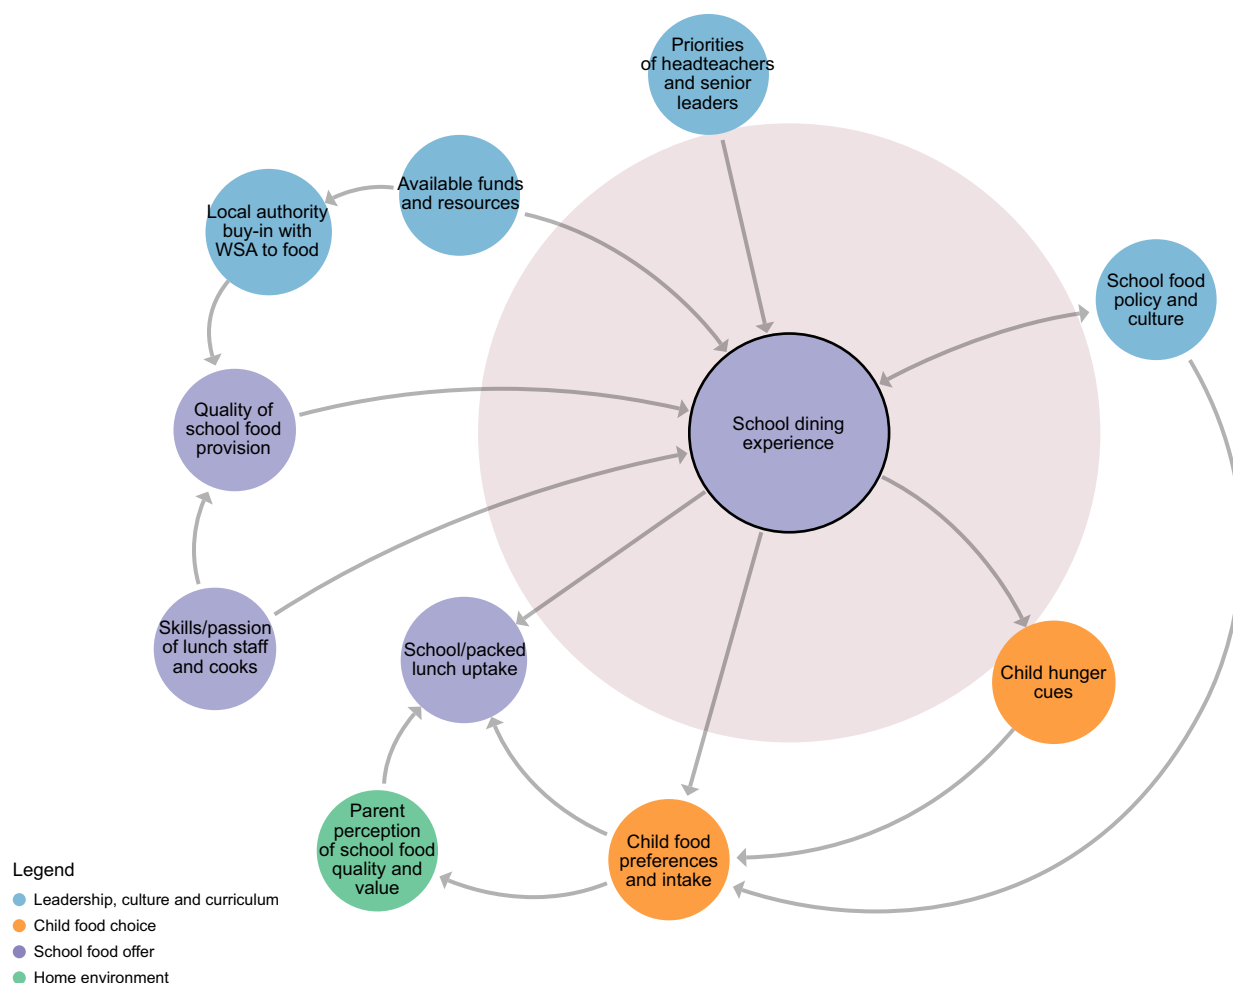 Priorities
of headteachers
and senior
leaders
Available funds
and resources
Local authority
buy-in with
WSA to food
School food
policy and
culture
Quality of
school food
provision
School dining
experience
Skills/passion
of lunch staff
and cooks
School/packed
lunch uptake
Child hunger
cues
Parent
perception
of school food
quality and
value
Child food
preferences
and intake
Legend
Leadership, culture and curriculum
Child food choice
School food offer
Home environment